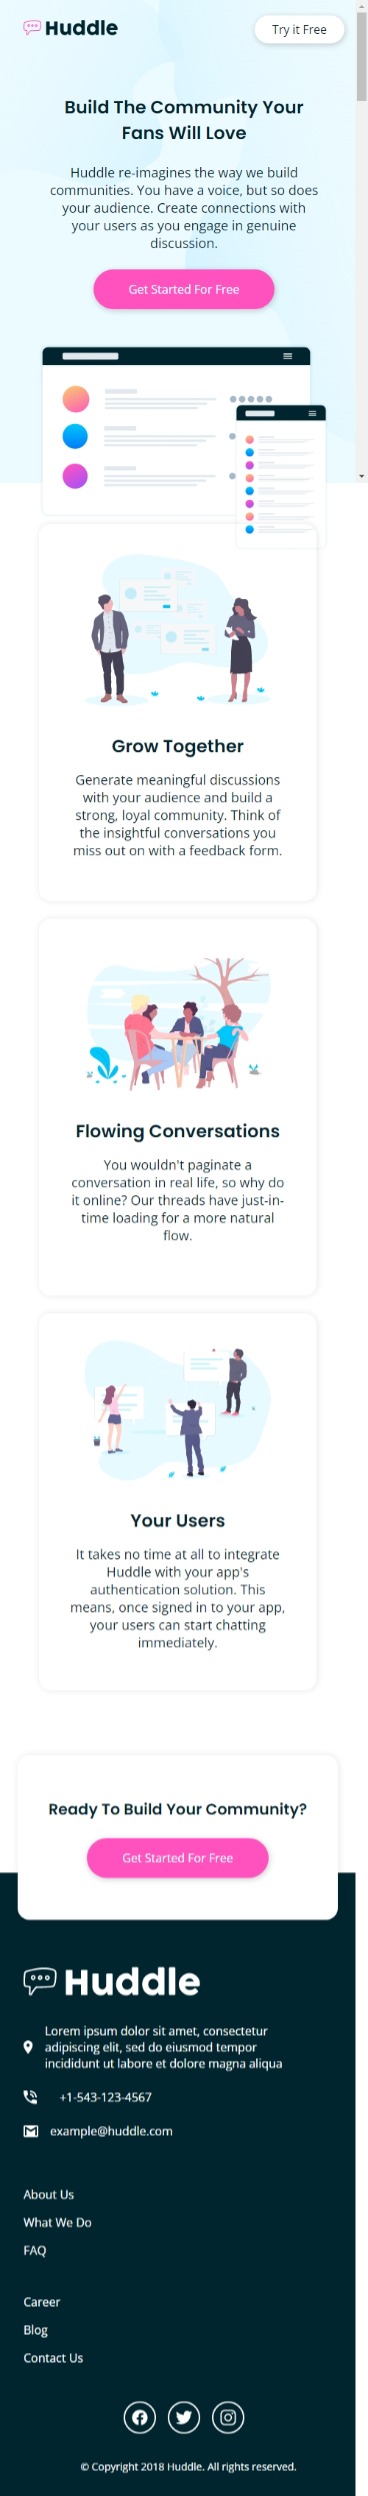 Huddle
Try it Free
Build The Community Your
Fans Will Love
Huddle re-imagines the way we build
communities. You have a voice, but so does
your audience. Create connections with
your users as you engage in genuine
discussion.
Get Started For Free
Grow Together
Generate meaningful discussions
with your audience and build a
strong, loyal community. Think of
the insightful conversations you
miss out on with a feedback form.
Flowing Conversations
You wouldn't paginate a
conversation in real life, so why do
it online? Our threads have just-in-
time loading for a more natural
flow.
Your Users
It takes no time at all to integrate
Huddle with your app's
authentication solution. This
means, once signed in to your app,
your users can start chatting
immediately.
Ready To Build Your Community?
Get Started For Free
Huddle
Lorem ipsum dolor sit amet, consectetur
adipiscing elit, sed do eiusmod tempor
incididunt ut labore et dolore magna aliqua
+1-543-123-4567
example@huddle.com
About Us
What We Do
FAQ
Career
Blog
Contact Us
© Copyright 2018 Huddle. All rights reserved.